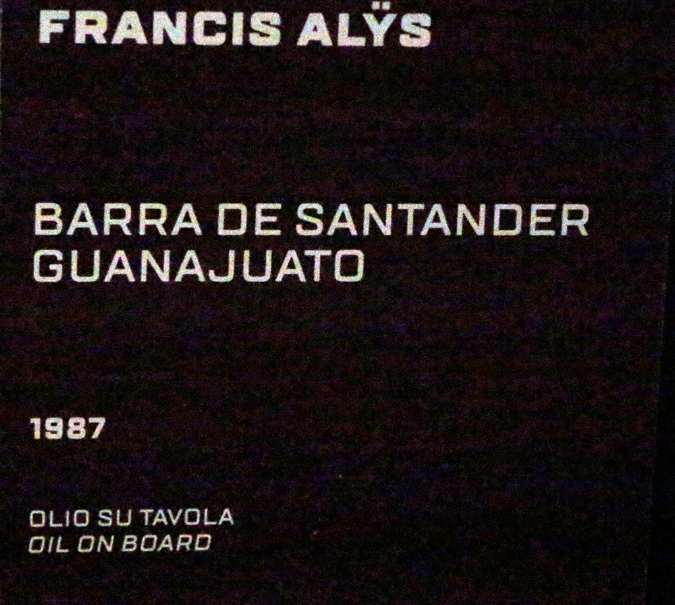 FRANCIS ALŸS
BARRA DE SANTANDER
GUANAJUATO
1987
OLIO SU TAVOLA
OIL ON BOARD